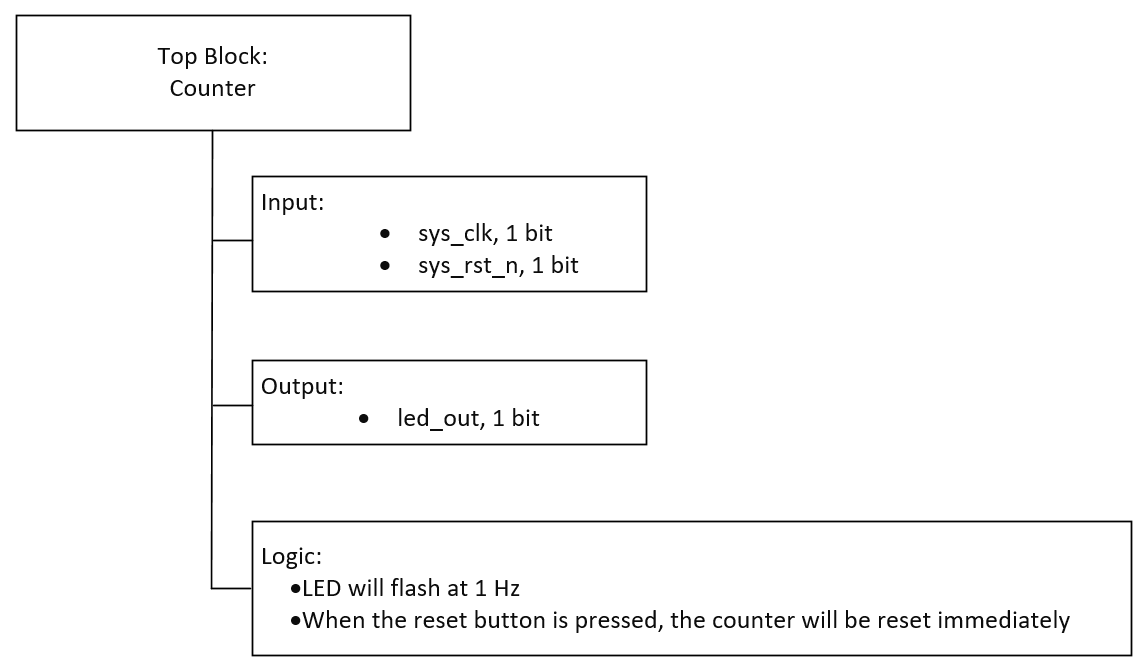 Top Block:
Counter
Input:
• sys_clk, 1 bit
• sys_rst_n, 1 bit
Output:
• led_out, 1 bit
Logic:
•LED will flash at 1 Hz
•When the reset button is pressed, the counter will be reset immediately